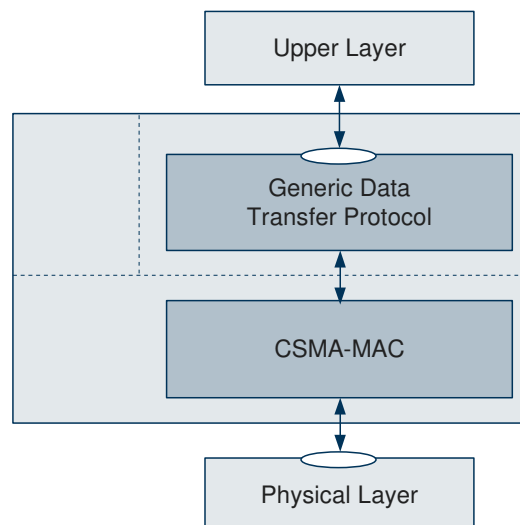 Upper Layer
Generic Data
Transfer Protocol
CSMA-MAC
Physical Layer